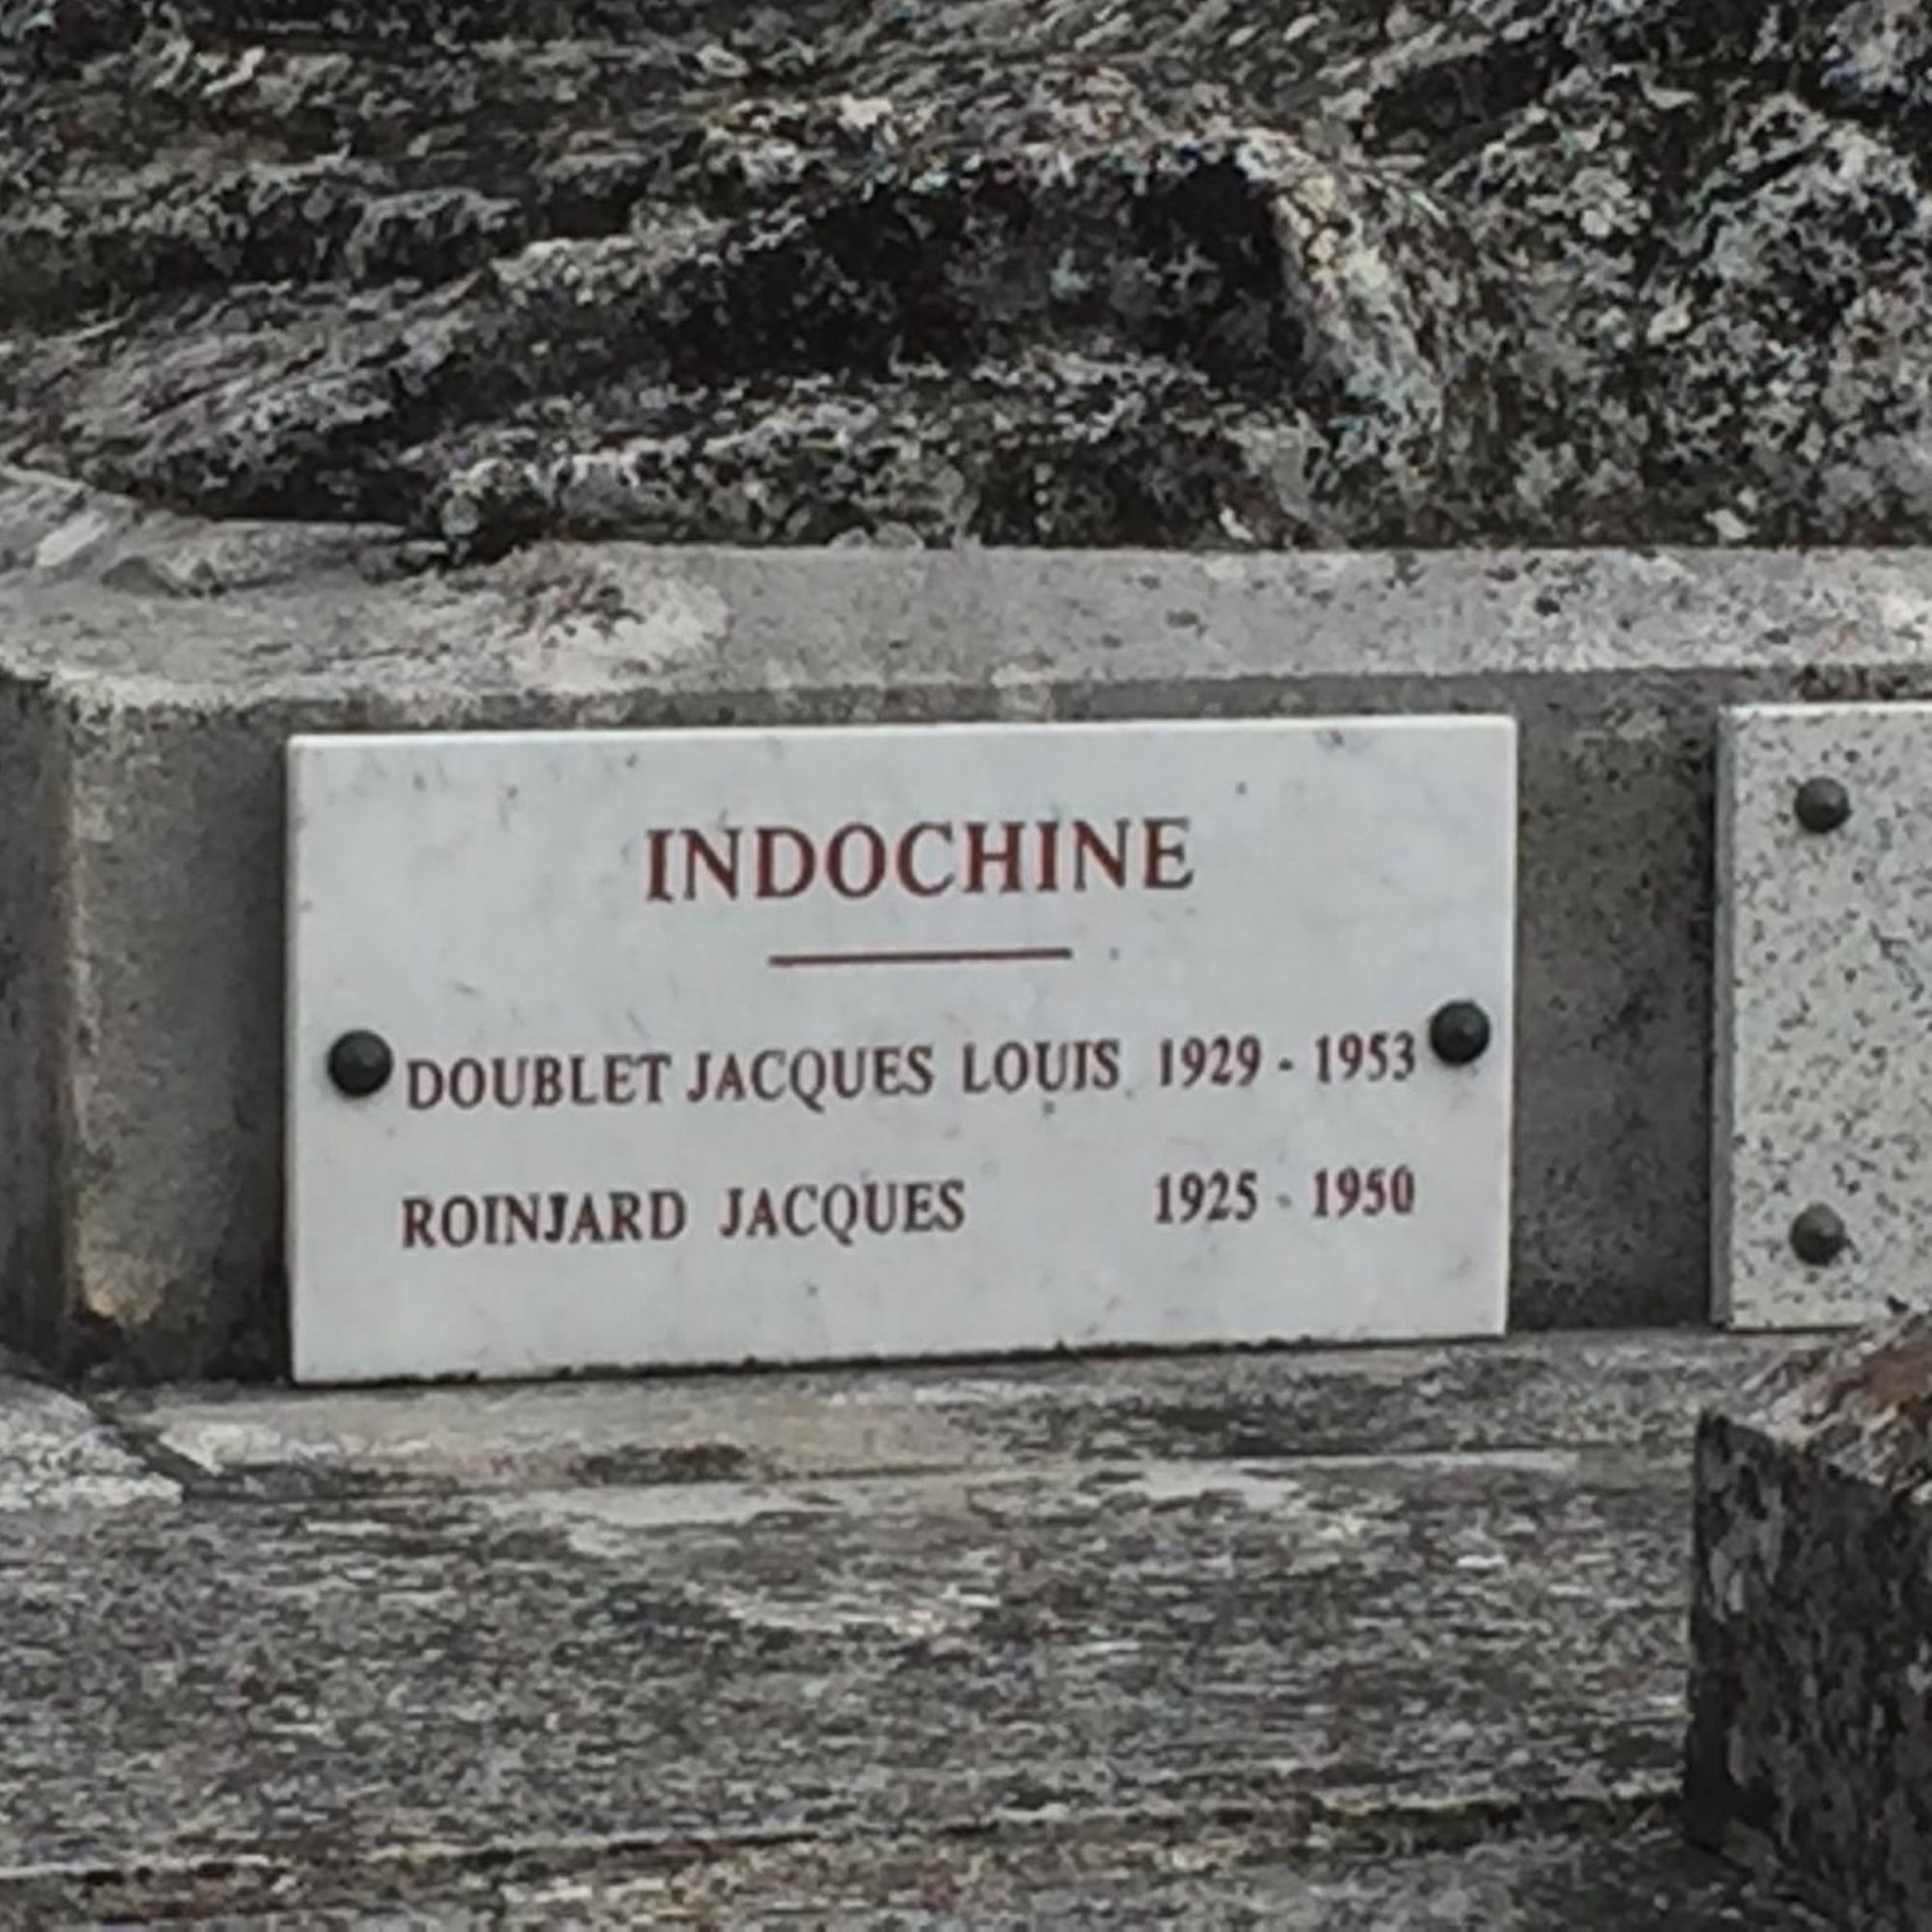 INDOCHINE
DOUBLET JACQUES LOUIS 1929 - 1953
ROINJARD JACQUES 1925 - 1950